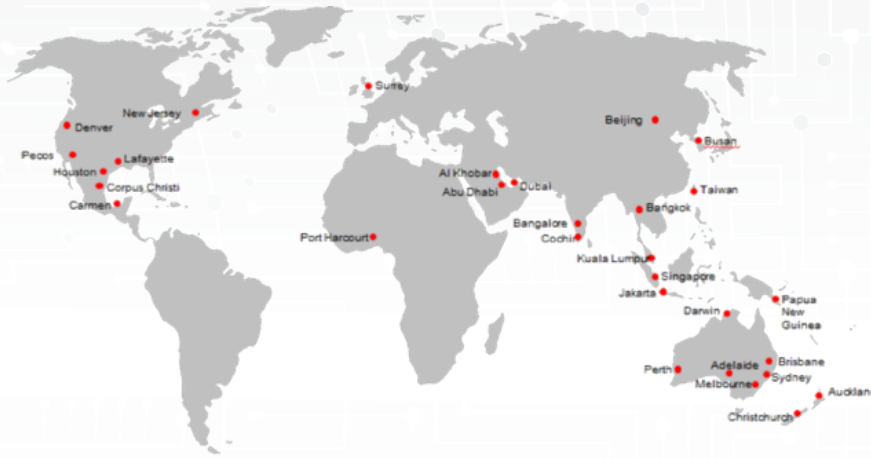 Surrey
New Jersey
Denver
Beijing
Busan
Pecos
Lafayette
Houston
Al Khobar
Dubai
Abu Dhabi
Corpus Christi
Taiwan
Carmen
Bangkok
Bangalore
Port Harcourt
Cochin
Kuala Lumpur
Singapore
Jakarta
Papua
New
Guinea
Darwin
Brisbane
Adelaide
Perth
Sydney
Melbourne
Auckland
Christchurch